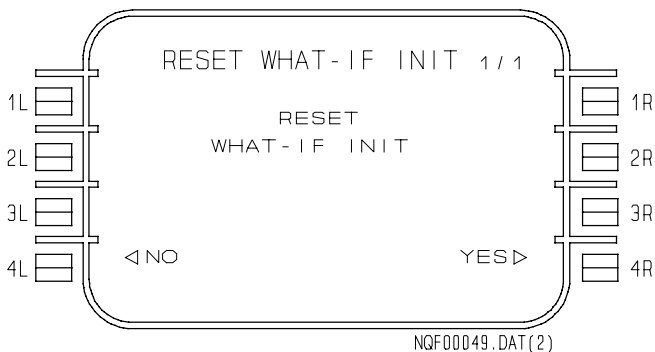 RESET WHAT-IF INIT 1/1
1L
1R
RESET
2L
WHAT-IF INIT
2R
3L
3R
◁NO
YES▷
4L
4R
NQF00049.DAT(2)